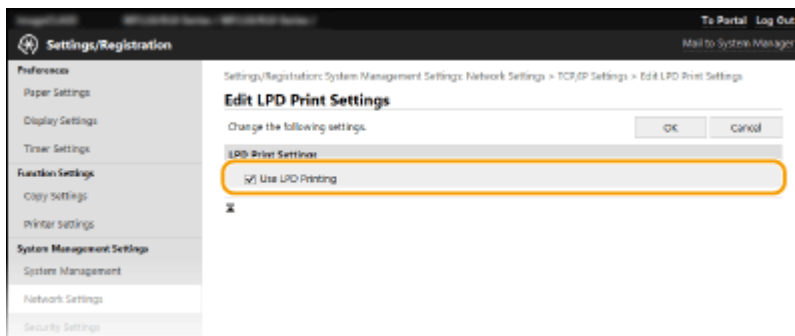 To Portal Log Out
Settings/Registration
Mail to System Manager
Preferences
Paper Settings
Display Settings
Timer Settings
Function Settings
Copy Settings
Printer Settings
System Management Settings
System Management
Network Settings
Security Settings
Settings/Registration: System Management Settings: Network Settings > TCP/IP Settings > Edit LPD Print Settings
Edit LPD Print Settings
Change the following settings.
OK
Cancel
LPD Print Settings
Use LPD Printing